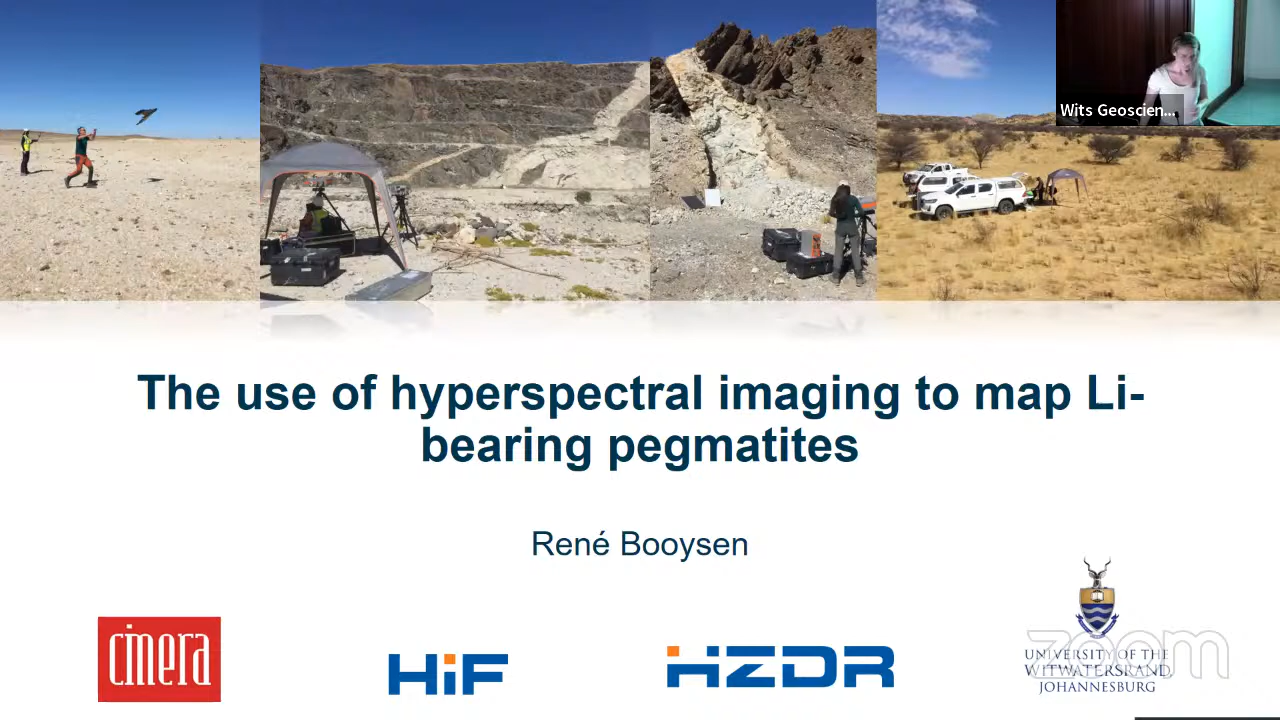 Wits Geoscien...
The use of hyperspectral imaging to map Li-
bearing pegmatites
René Booysen
cinera
HiF
HZDR
zoom
UNIVERSITY OF THE
WITWATERSRAND,
JOHANNESBURG